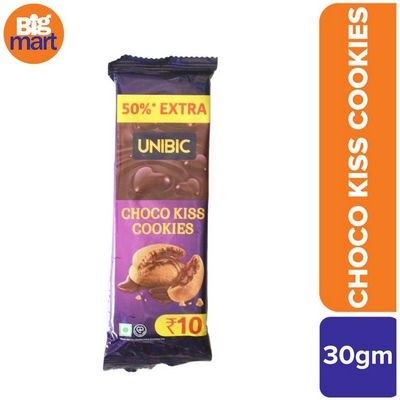 Big
mart
50%* EXTRA
UNIBIC
CHOCO KISS
COOKIES
₹10
CHOCO KISS COOKIES
30gm